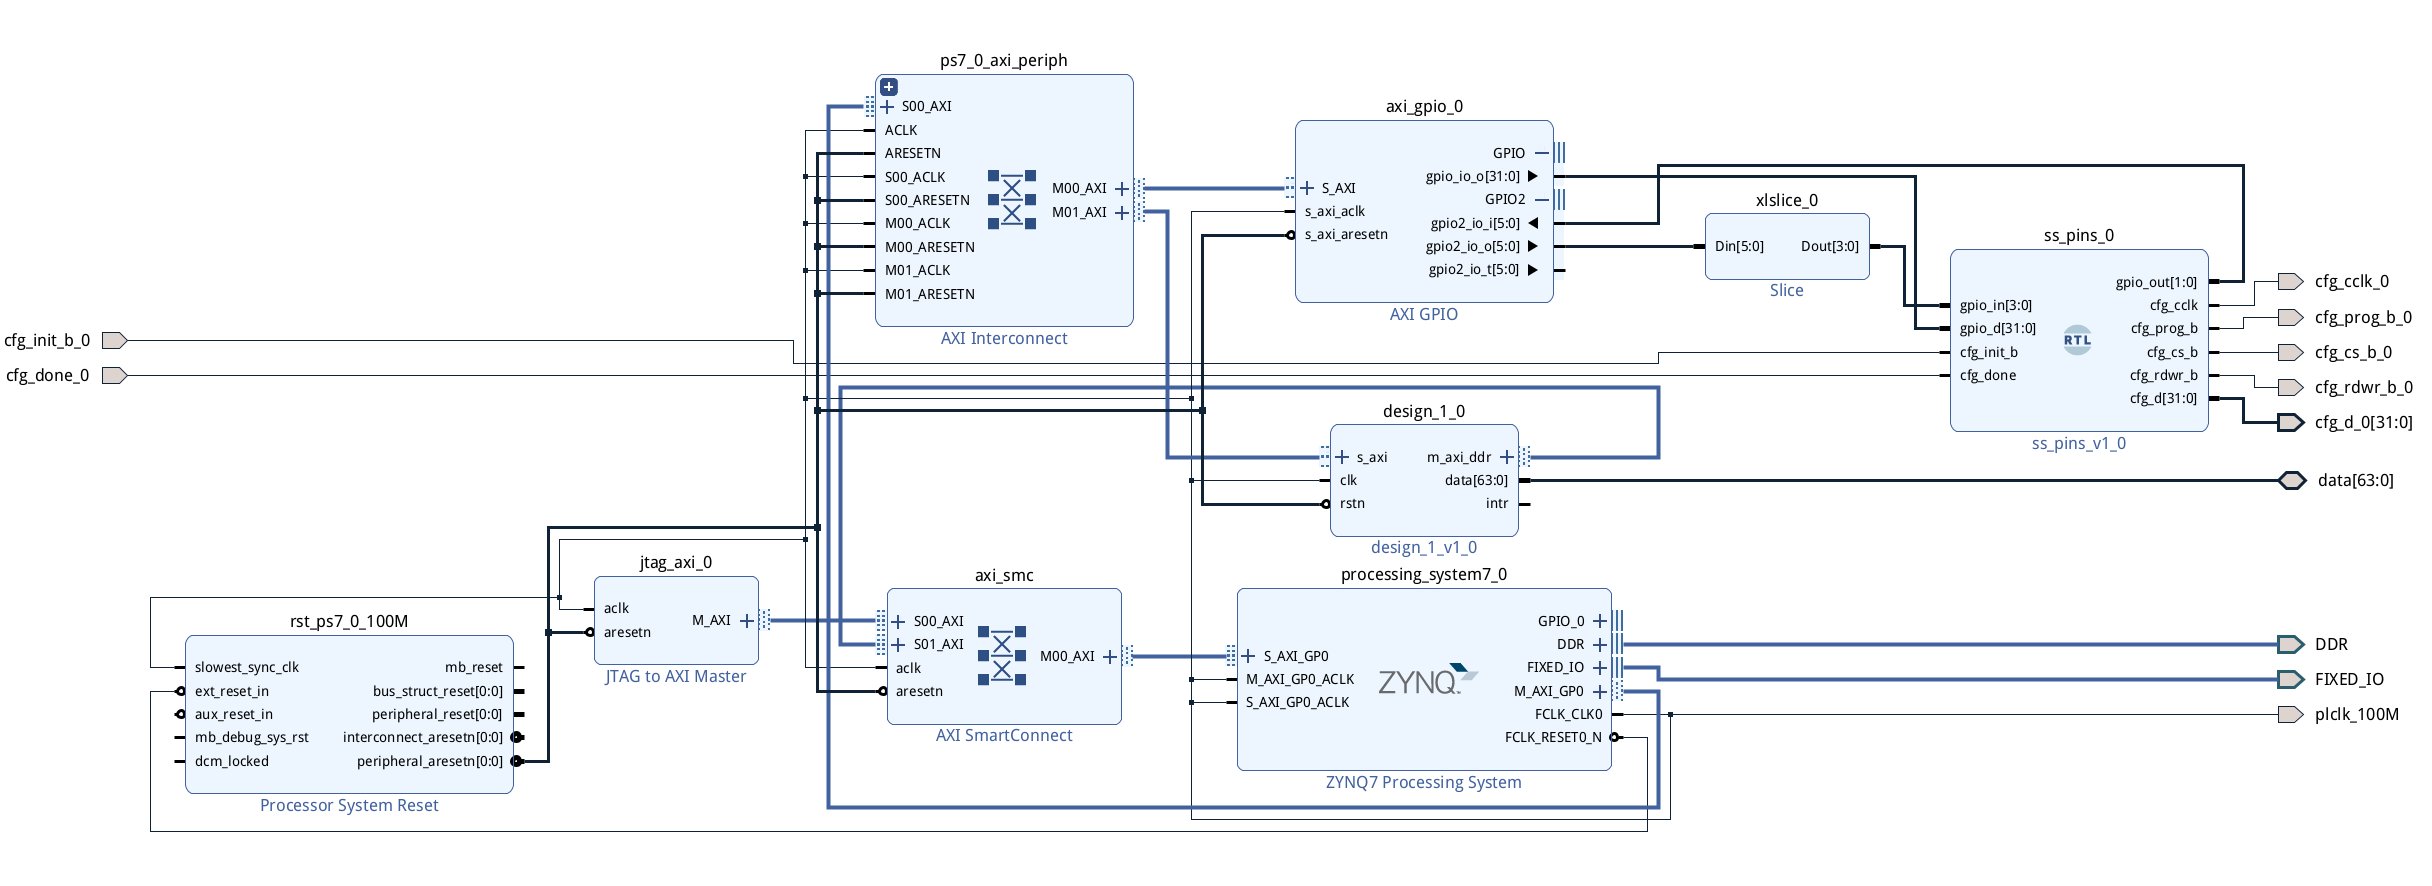 ps7_0_axi_periph
S00_AXI
ACLK
ARESETN
S00_ACLK
S00_ARESETN
M00_ACLK
M00_ARESETN
M01_ACLK
M01_ARESETN
M00_AXI
M01_AXI
AXI Interconnect
axi_gpio_0
S_AXI
s_axi_aclk
s_axi_aresetn
GPIO
gpio_io_o[31:0]
GPIO2
gpio2_io_i[5:0]
gpio2_io_o[5:0]
gpio2_io_t[5:0]
AXI GPIO
xlslice_0
Din[5:0]
Dout[3:0]
Slice
ss_pins_0
gpio_in[3:0]
gpio_d[31:0]
cfg_init_b
cfg_done
RTL
gpio_out[1:0]
cfg_cclk
cfg_prog_b
cfg_cs_b
cfg_rdwr_b
cfg_d[31:0]
ss_pins_v1_0
cfg_cclk_0
cfg_prog_b_0
cfg_cs_b_0
cfg_rdwr_b_0
cfg_d_0[31:0]
data[63:0]
cfg_init_b_0
cfg_done_0
design_1_0
s_axi
clk
rstn
m_axi_ddr
data[63:0]
intr
design_1_v1_0
jtag_axi_0
aclk
aresetn
M_AXI
JTAG to AXI Master
axi_smc
S00_AXI
S01_AXI
aclk
aresetn
M00_AXI
AXI SmartConnect
processing_system7_0
S_AXI_GP0
M_AXI_GP0_ACLK
S_AXI_GP0_ACLK
ZYNQ
GPIO_0
DDR
FIXED_IO
M_AXI_GP0
FCLK_CLK0
FCLK_RESET0_N
ZYNQ7 Processing System
DDR
FIXED_IO
plclk_100M
rst_ps7_0_100M
slowest_sync_clk
ext_reset_in
aux_reset_in
mb_debug_sys_rst
dcm_locked
mb_reset
bus_struct_reset[0:0]
peripheral_reset[0:0]
interconnect_aresetn[0:0]
peripheral_aresetn[0:0]
Processor System Reset